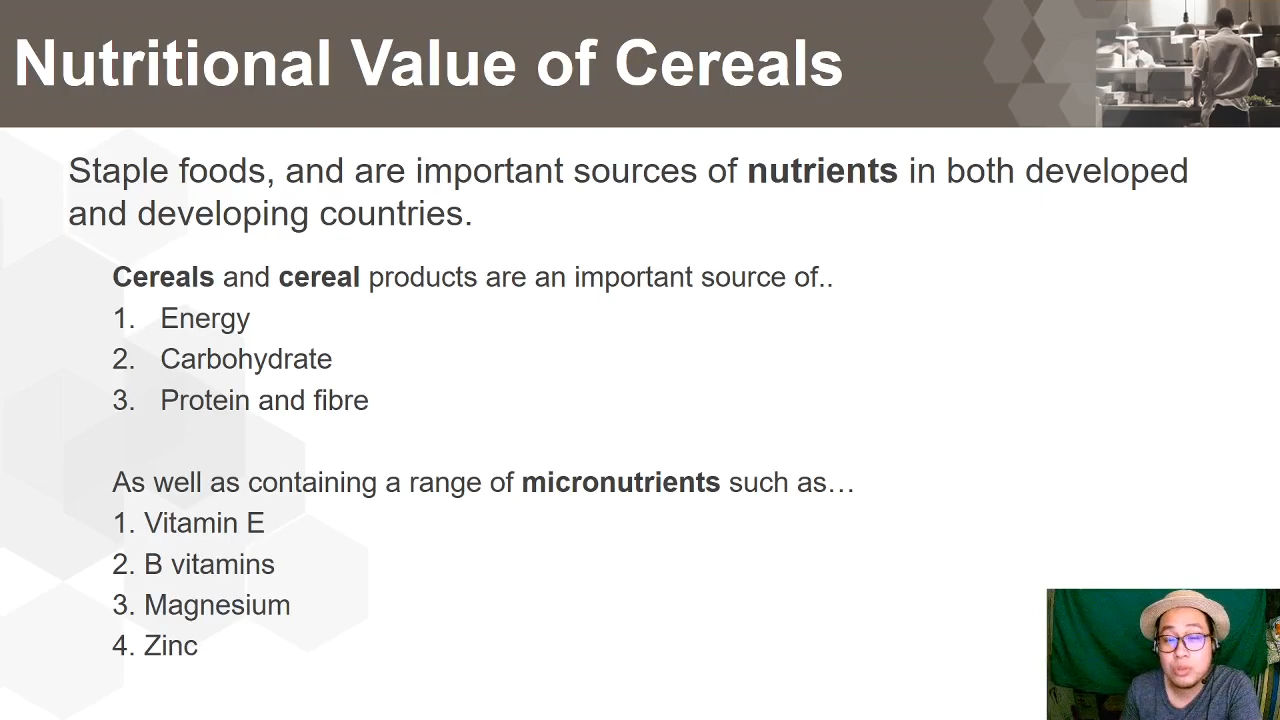 Nutritional Value of Cereals
Staple foods, and are important sources of nutrients in both developed
and developing countries.
Cereals and cereal products are an important source of..
1. Energy
2. Carbohydrate
3. Protein and fibre
As well as containing a range of micronutrients such as…
1. Vitamin E
2. B vitamins
3. Magnesium
4. Zinc